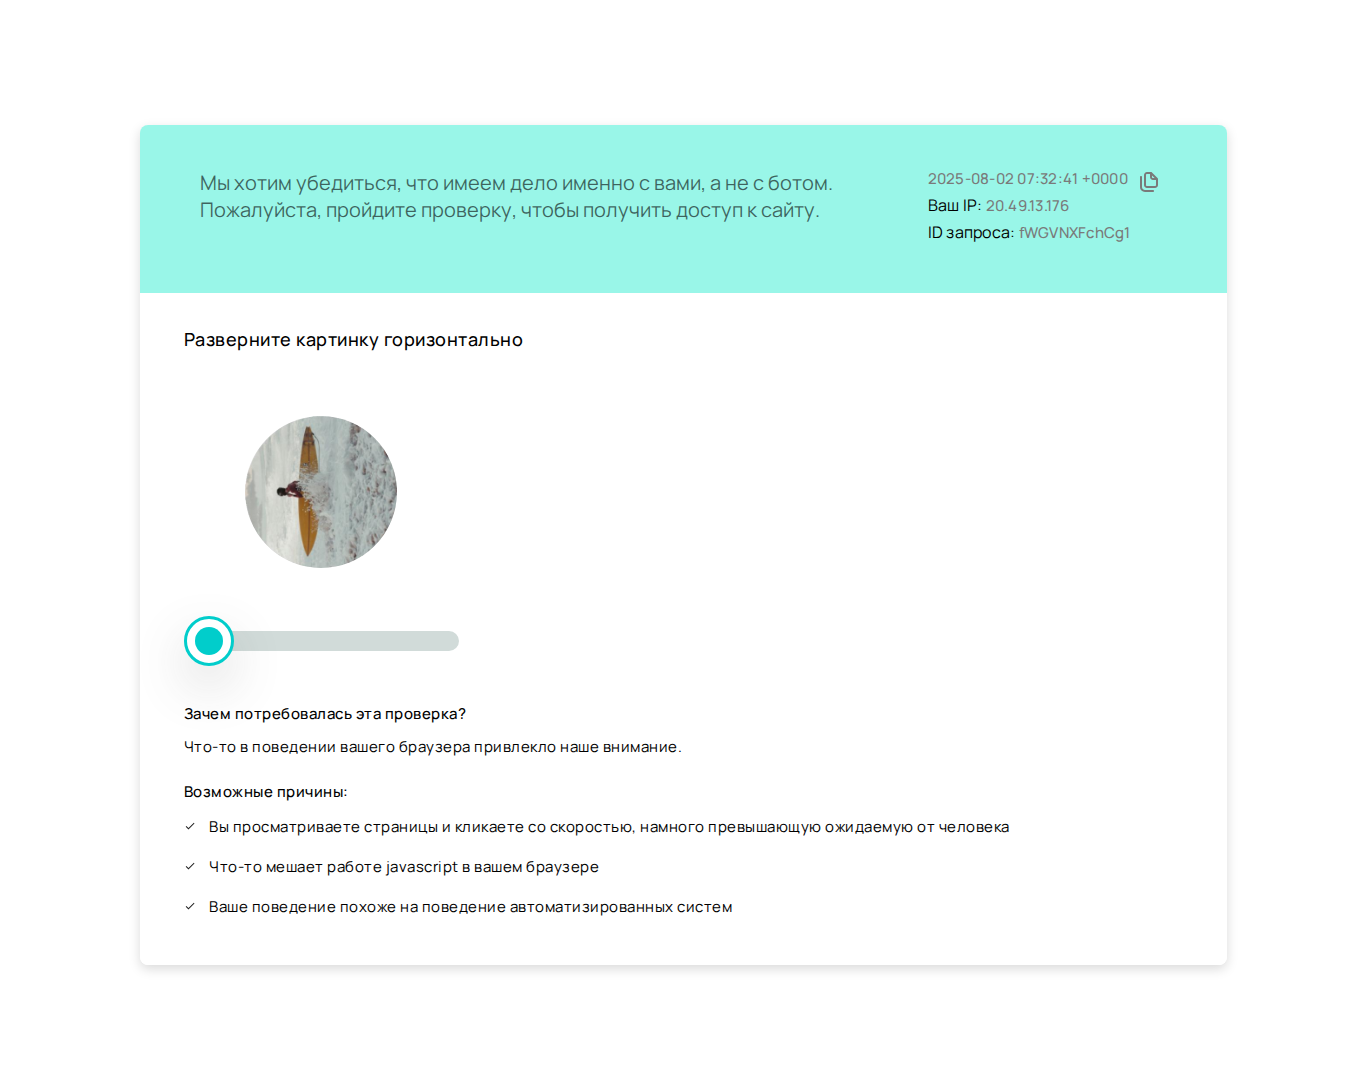 Мы хотим убедиться, что имеем дело именно с вами, а не с ботом.
Пожалуйста, пройдите проверку, чтобы получить доступ к сайту.
2025-08-02 07:32:41 +0000
Ваш IP: 20.49.13.176
ID запроса: fWGVNXFchCg1
Разверните картинку горизонтально
Зачем потребовалась эта проверка?
Что-то в поведении вашего браузера привлекло наше внимание.
Возможные причины:
Вы просматриваете страницы и кликаете со скоростью, намного превышающую ожидаемую от человека
Что-то мешает работе javascript в вашем браузере
Ваше поведение похоже на поведение автоматизированных систем